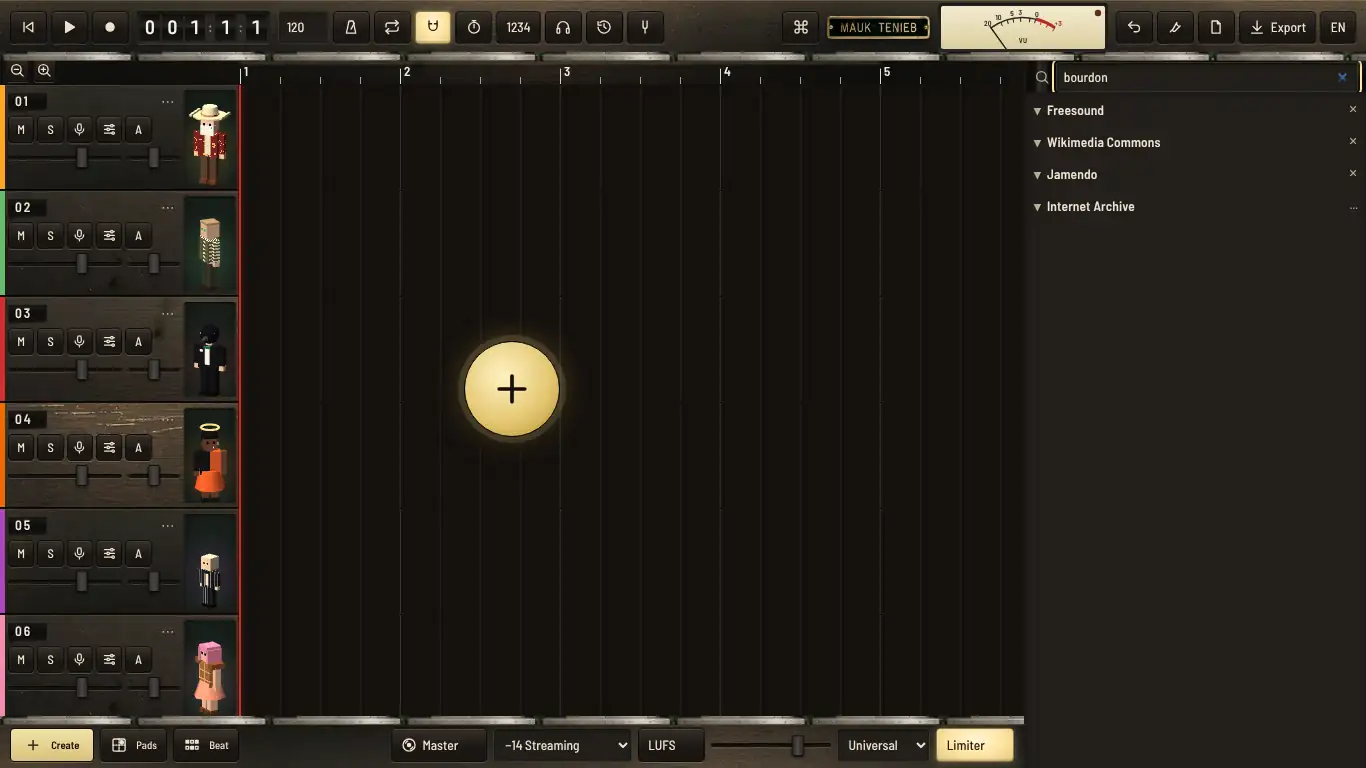 0 0 1 : 1 : 1
120
1234
MAUK TENIEB
20 10 5 3 0 +3
VU
Export
EN
1 2 3 4 5
bourdon
Freesound
Wikimedia Commons
Jamendo
Internet Archive
01
M S A
02
M S A
03
M S A
04
M S A
05
M S A
06
M S A
Create
Pads
Beat
Master
−14 Streaming
LUFS
Universal
Limiter